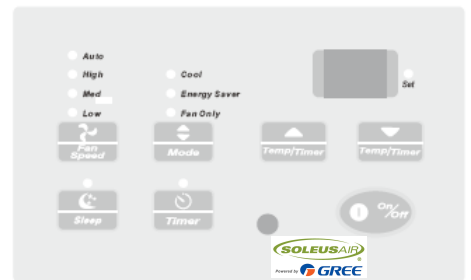 Auto
High
Med
Low
Cool
Energy Saver
Fan Only
Set
Fan
Speed
Mode
Temp/Timer
Temp/Timer
Sleep
Timer
On/
Off
SOLEUSAIR
Powered by GREE